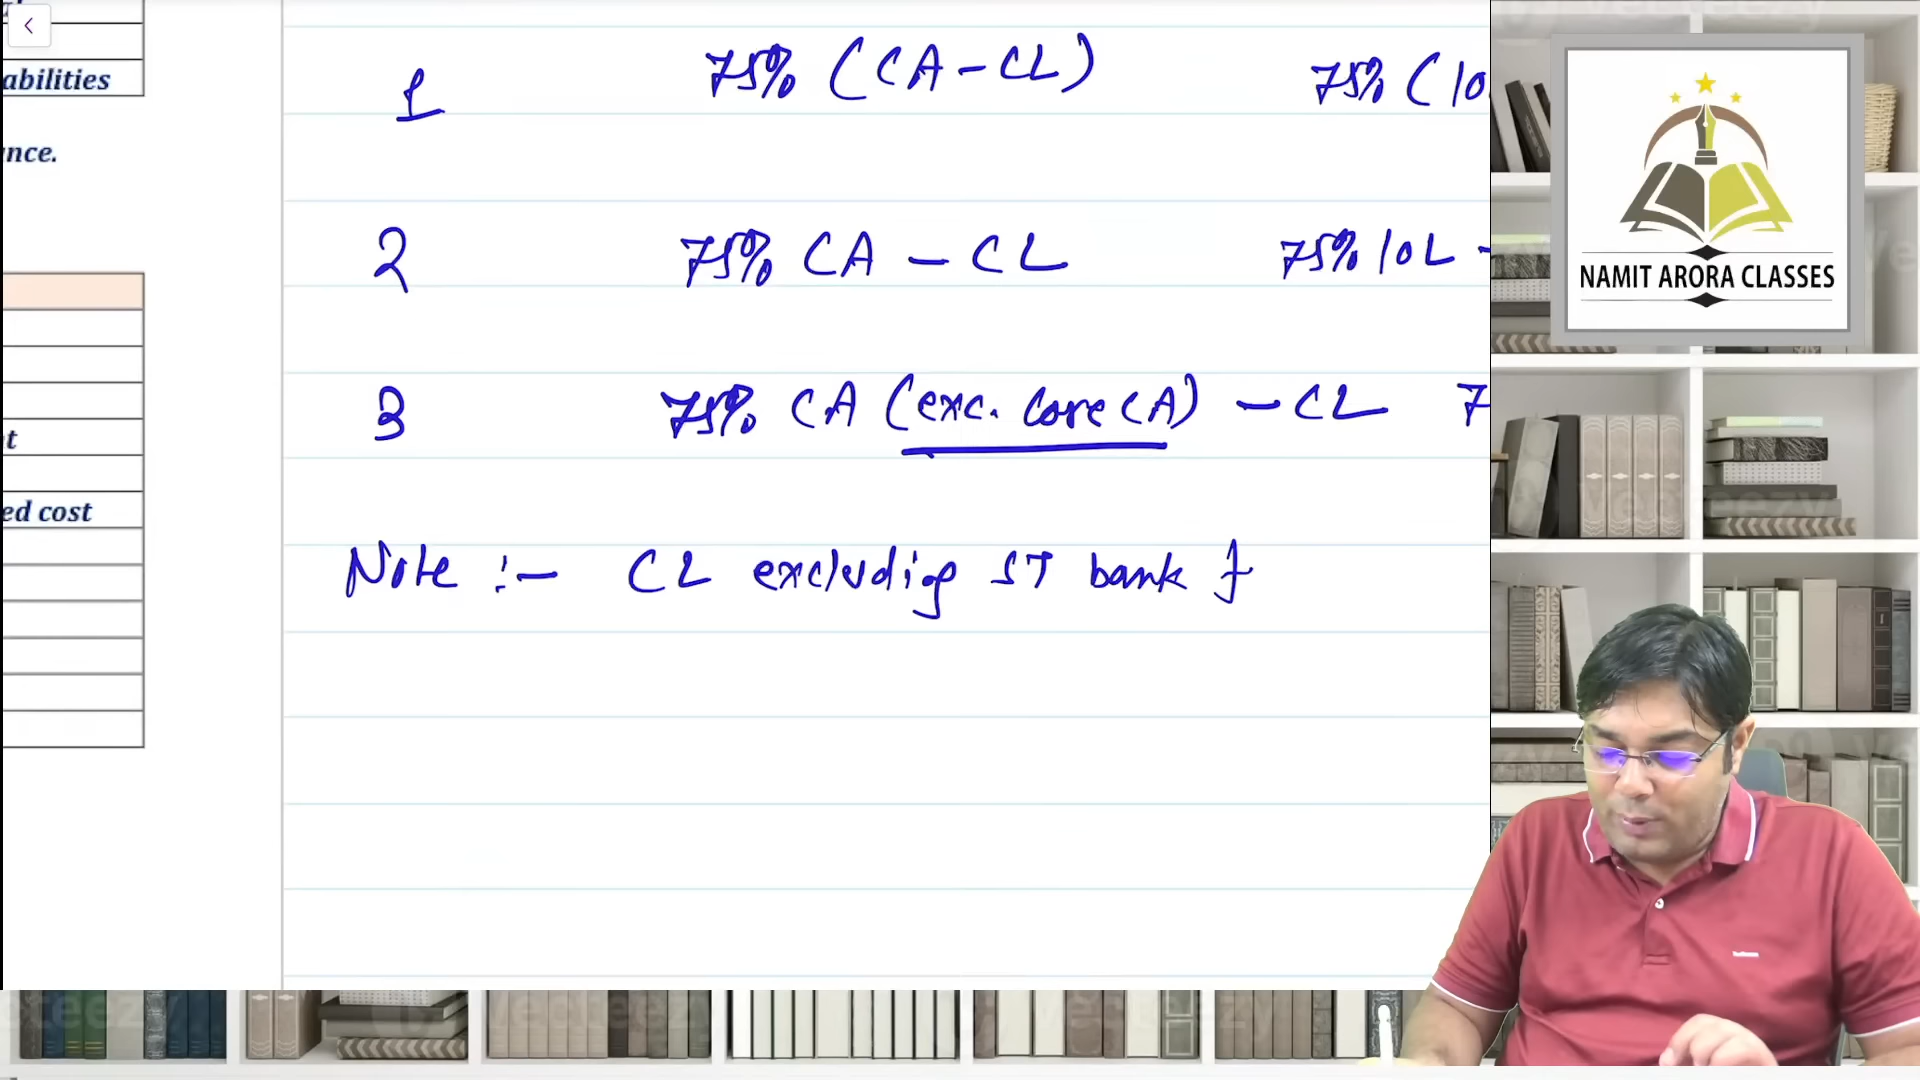 abilities
nce.
t
ed cost
1 75% (CA - CL) 75% (10
2 75% CA - CL 75% 10L -
3 75% CA (exc. Core CA) - CL 7
Note :- CL excluding ST bank f
NAMIT ARORA CLASSES